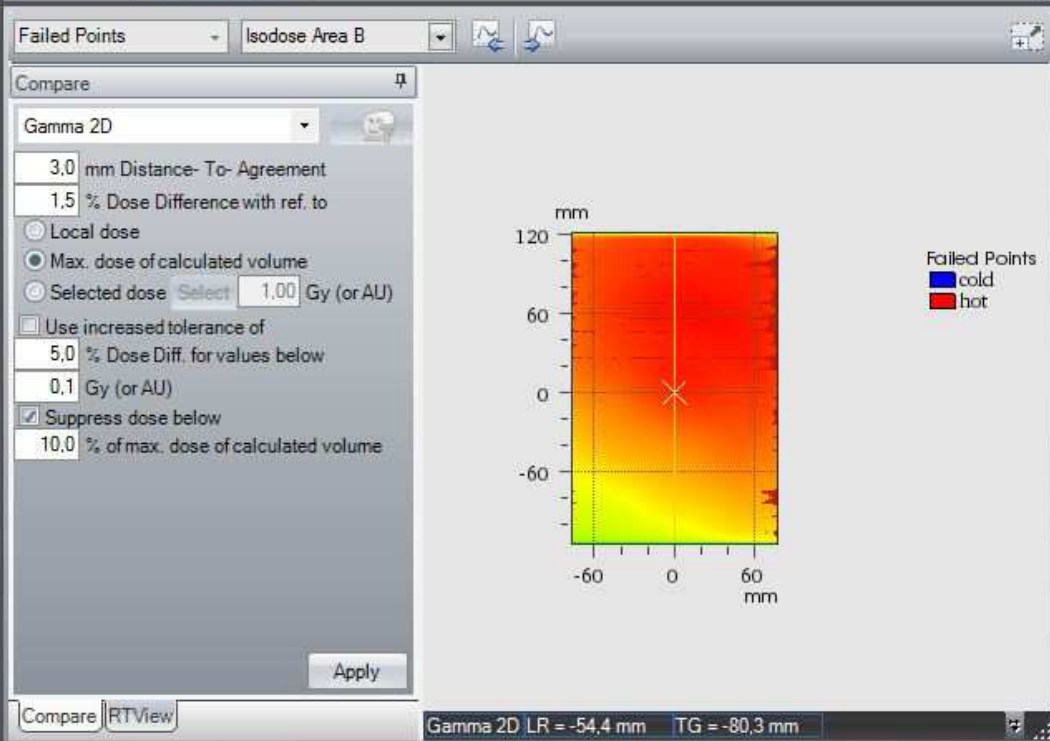 Failed Points
Isodose Area B
Compare
Gamma 2D
3,0 mm Distance- To- Agreement
1,5 % Dose Difference with ref. to
Local dose
Max. dose of calculated volume
Selected dose Select 1,00 Gy (or AU)
Use increased tolerance of
5,0 % Dose Diff. for values below
0,1 Gy (or AU)
Suppress dose below
10,0 % of max. dose of calculated volume
Apply
Compare RTView
mm
120
60
0
-60
-60 0 60
mm
Failed Points
cold
hot
Gamma 2D LR = -54,4 mm TG = -80,3 mm